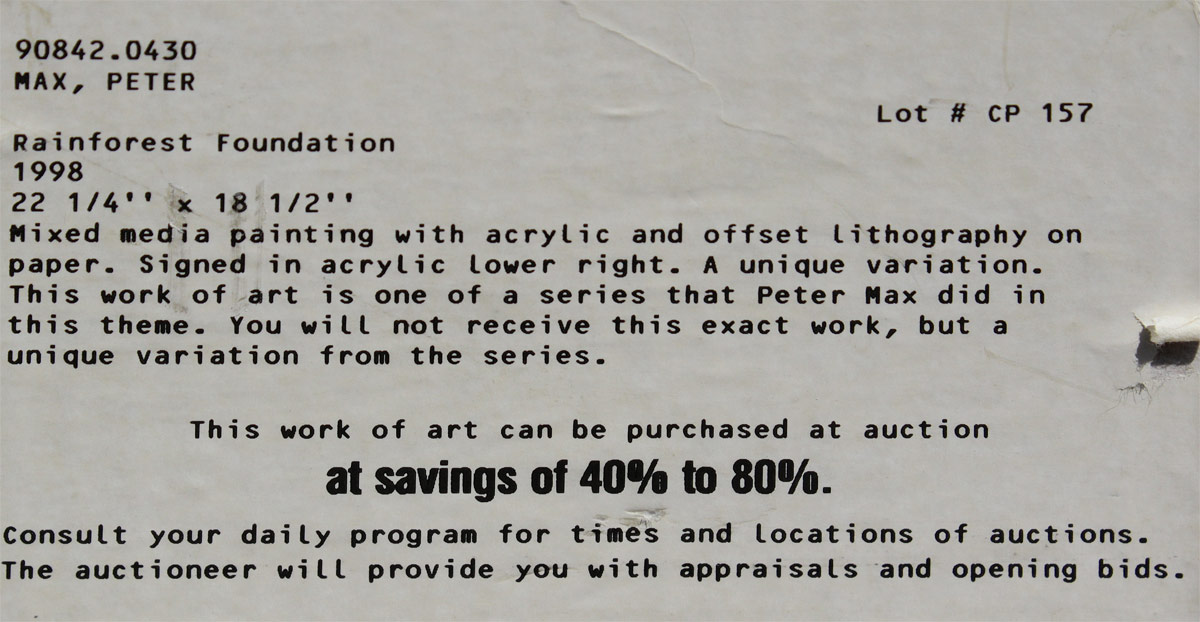 90842.0430
MAX, PETER
Lot # CP 157
Rainforest Foundation
1998
22 1/4'' x 18 1/2''
Mixed media painting with acrylic and offset lithography on
paper. Signed in acrylic lower right. A unique variation.
This work of art is one of a series that Peter Max did in
this theme. You will not receive this exact work, but a
unique variation from the series.
This work of art can be purchased at auction
at savings of 40% to 80%.
Consult your daily program for times and locations of auctions.
The auctioneer will provide you with appraisals and opening bids.